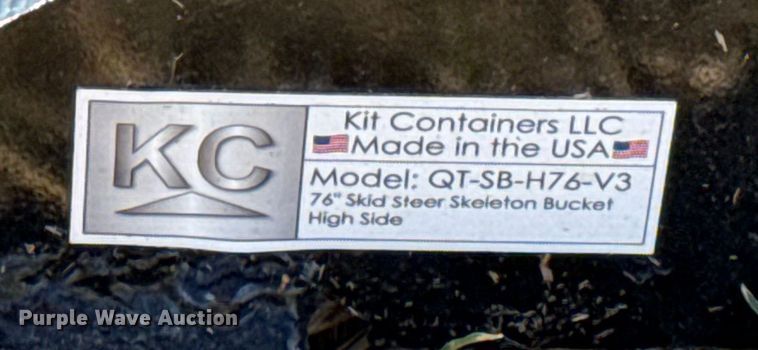 KC
Kit Containers LLC
Made in the USA
Model: QT-SB-H76-V3
76" Skid Steer Skeleton Bucket
High Side
Purple Wave Auction